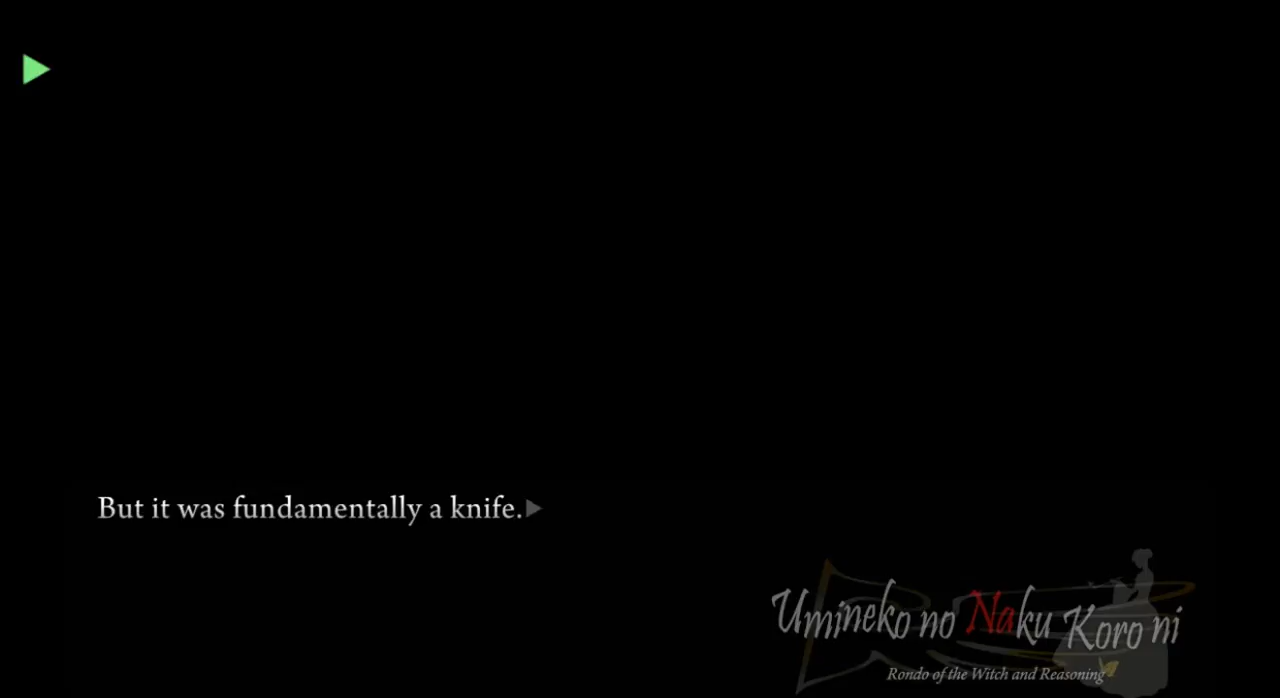 But it was fundamentally a knife.
Umineko no Naku Koro ni
Rondo of the Witch and Reasoning